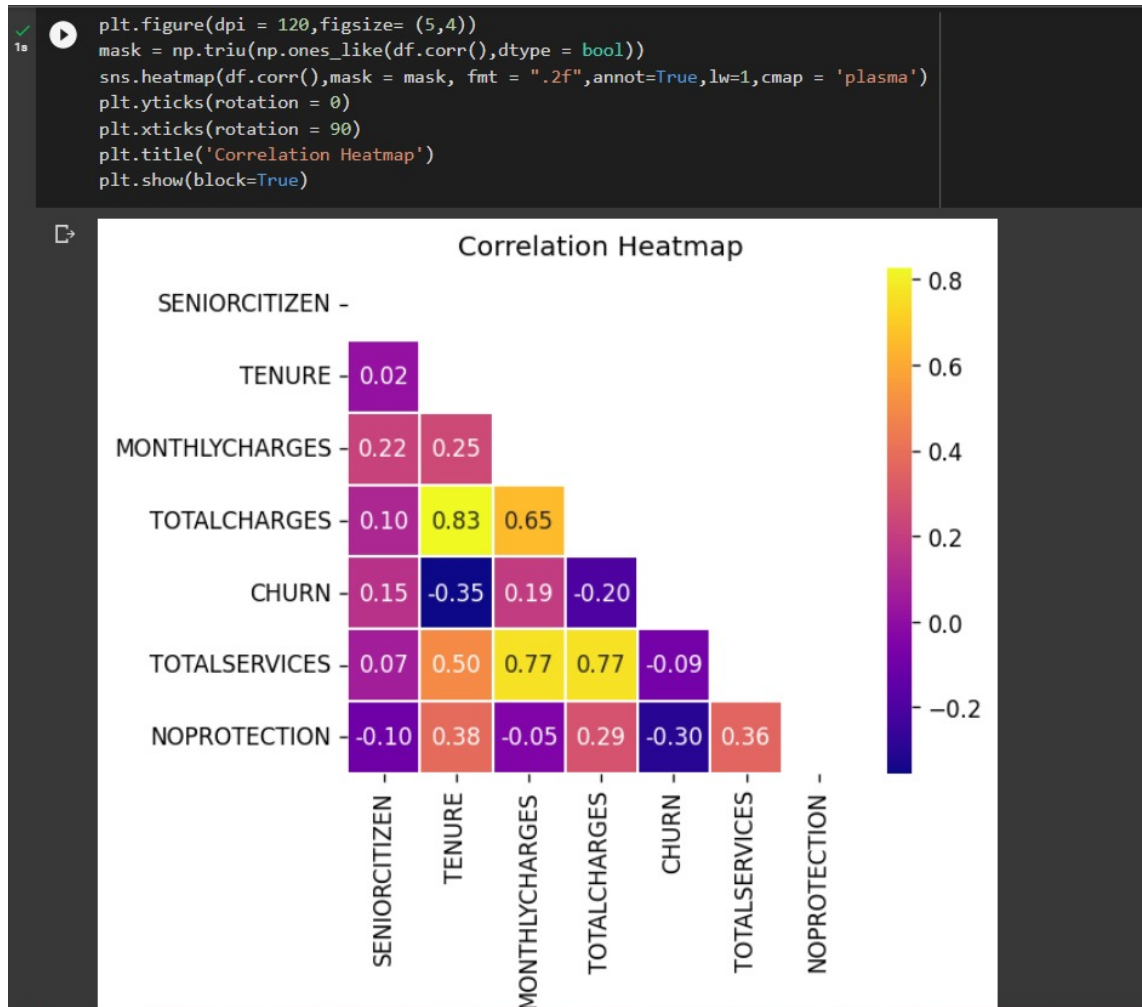 1s
plt.figure(dpi = 120,figsize= (5,4))
mask = np.triu(np.ones_like(df.corr(),dtype = bool))
sns.heatmap(df.corr(),mask = mask, fmt = ".2f",annot=True,lw=1,cmap = 'plasma')
plt.yticks(rotation = 0)
plt.xticks(rotation = 90)
plt.title('Correlation Heatmap')
plt.show(block=True)
Correlation Heatmap
SENIORCITIZEN
TENURE 0.02
MONTHLYCHARGES 0.22 0.25
TOTALCHARGES 0.10 0.83 0.65
CHURN 0.15 -0.35 0.19 -0.20
TOTALSERVICES 0.07 0.50 0.77 0.77 -0.09
NOPROTECTION -0.10 0.38 -0.05 0.29 -0.30 0.36
SENIORCITIZEN
TENURE
MONTHLYCHARGES
TOTALCHARGES
CHURN
TOTALSERVICES
NOPROTECTION
0.8
0.6
0.4
0.2
0.0
−0.2